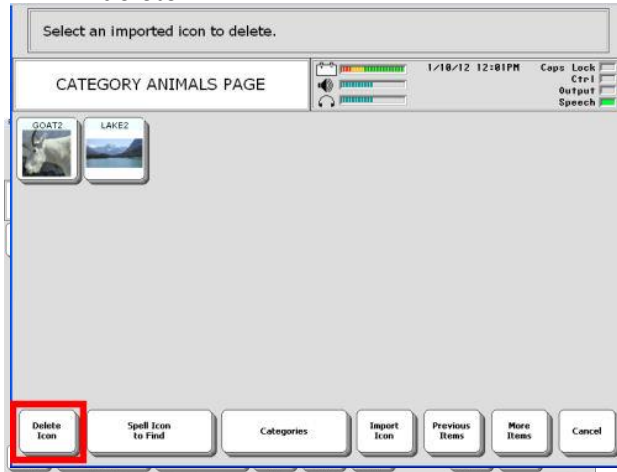 Select an imported icon to delete.
CATEGORY ANIMALS PAGE
1/10/12 12:01PM
Caps Lock
Ctrl
Output
Speech
GOAT2
LAKE2
Delete
Icon
Spell Icon
to Find
Categories
Import
Icon
Previous
Items
More
Items
Cancel